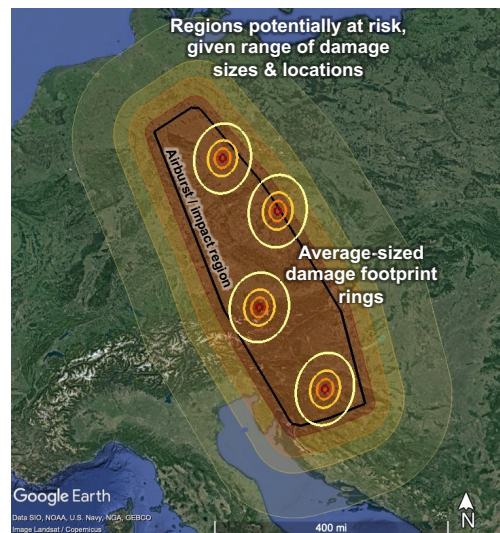 Regions potentially at risk,
given range of damage
sizes & locations
Airburst / impact region
Average-sized
damage footprint
rings
Google Earth
Data SIO, NOAA, U.S. Navy, NGA, GEBCO
Image Landsat / Copernicus
400 mi
N